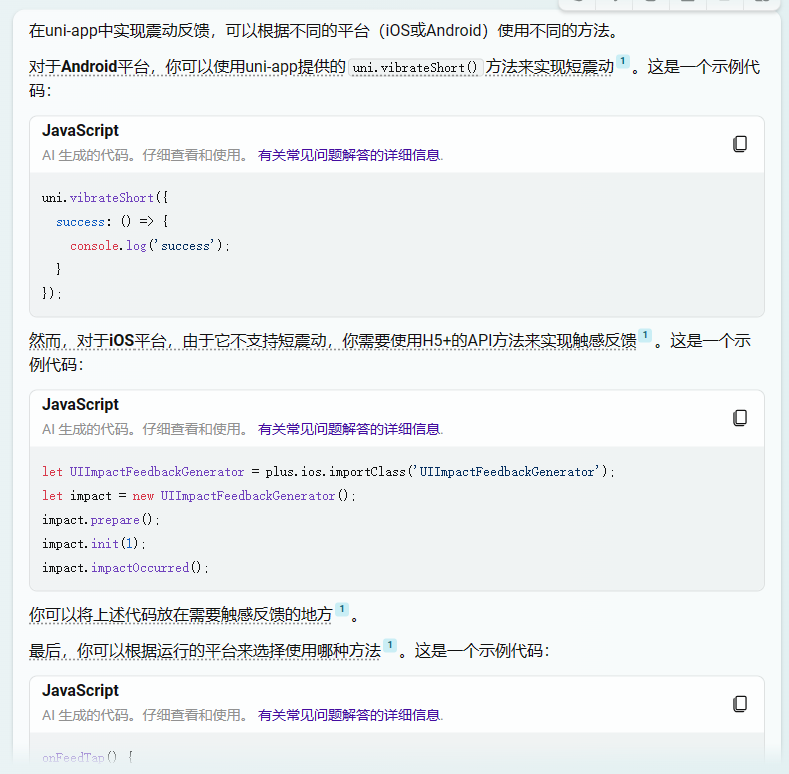 在uni-app中实现震动反馈，可以根据不同的平台（iOS或Android）使用不同的方法。
对于Android平台，你可以使用uni-app提供的 uni.vibrateShort() 方法来实现短震动 1 。这是一个示例代
码：
JavaScript
AI 生成的代码。仔细查看和使用。 有关常见问题解答的详细信息.
uni.vibrateShort({
  success: () => {
    console.log('success');
  }
});
然而，对于iOS平台，由于它不支持短震动，你需要使用H5+的API方法来实现触感反馈 1 。这是一个示
例代码：
JavaScript
AI 生成的代码。仔细查看和使用。 有关常见问题解答的详细信息.
let UIImpactFeedbackGenerator = plus.ios.importClass('UIImpactFeedbackGenerator');
let impact = new UIImpactFeedbackGenerator();
impact.prepare();
impact.init(1);
impact.impactOccurred();
你可以将上述代码放在需要触感反馈的地方 1 。
最后，你可以根据运行的平台来选择使用哪种方法 1 。这是一个示例代码：
JavaScript
AI 生成的代码。仔细查看和使用。 有关常见问题解答的详细信息.
onFeedTap() {